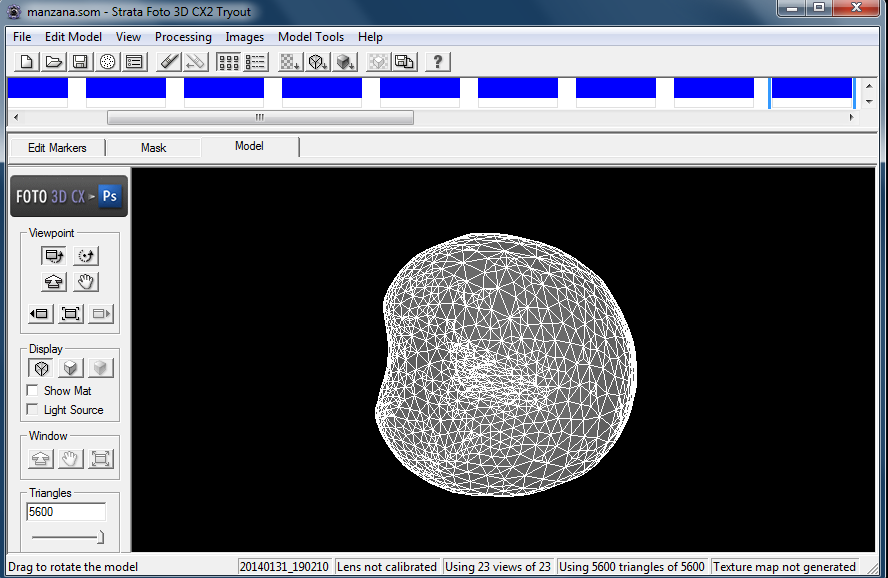 manzana.som - Strata Foto 3D CX2 Tryout
File Edit Model View Processing Images Model Tools Help
Edit Markers Mask Model
FOTO 3D CX > Ps
Viewpoint
Display
Show Mat
Light Source
Window
Triangles
5600
Drag to rotate the model 20140131_190210 Lens not calibrated Using 23 views of 23 Using 5600 triangles of 5600 Texture map not generated